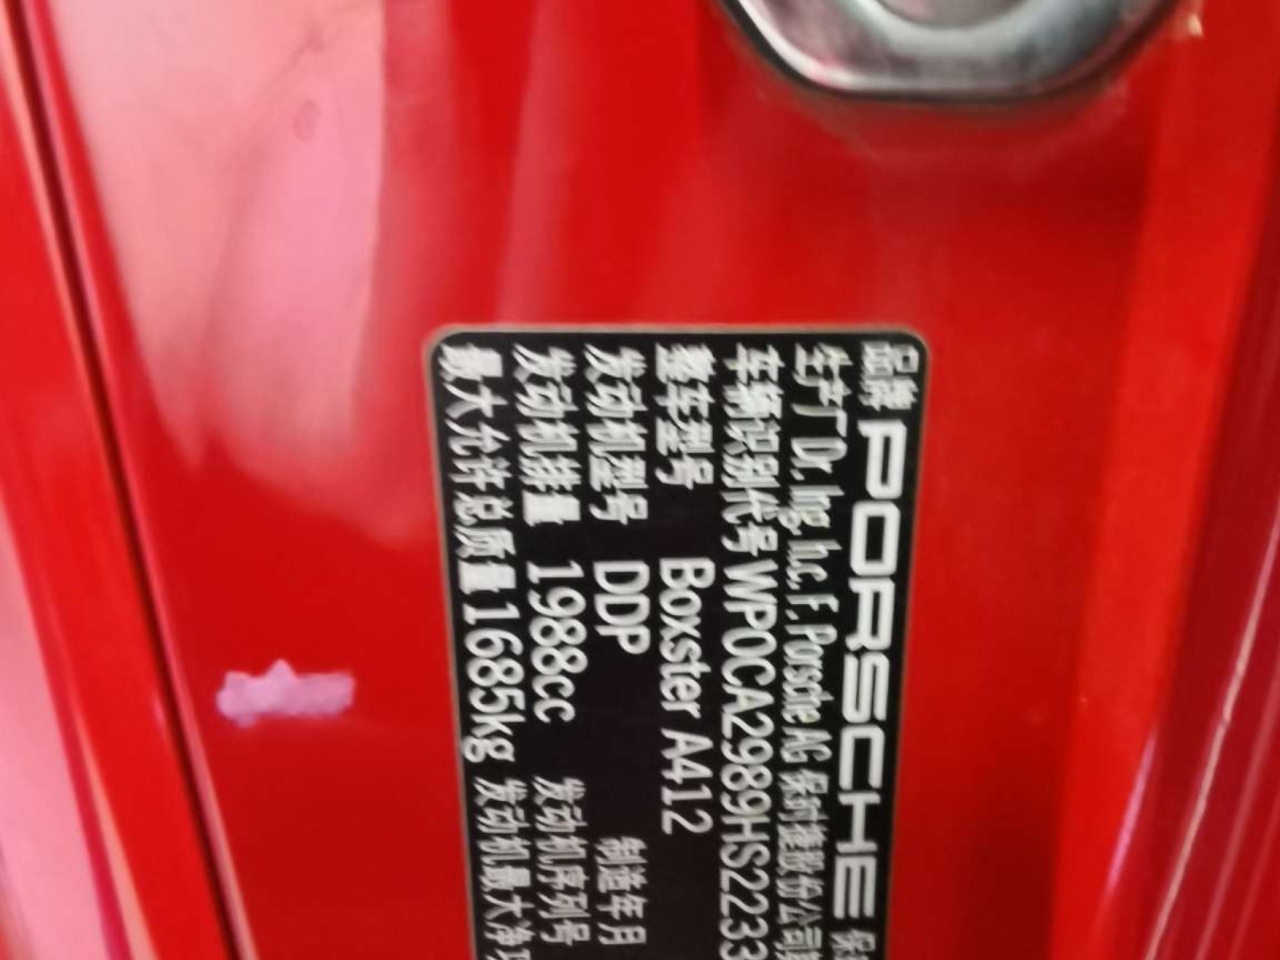 品牌 PORSCHE 保
生产厂 Dr. Ing. h.c. F. Porsche AG 保时捷股份公司
车辆识别代号 WP0CA2989HS2233
整车型号 Boxster A412
发动机型号 DDP 制造年月
发动机排量 1988cc 发动机序列号
最大允许总质量 1685kg 发动机最大净功